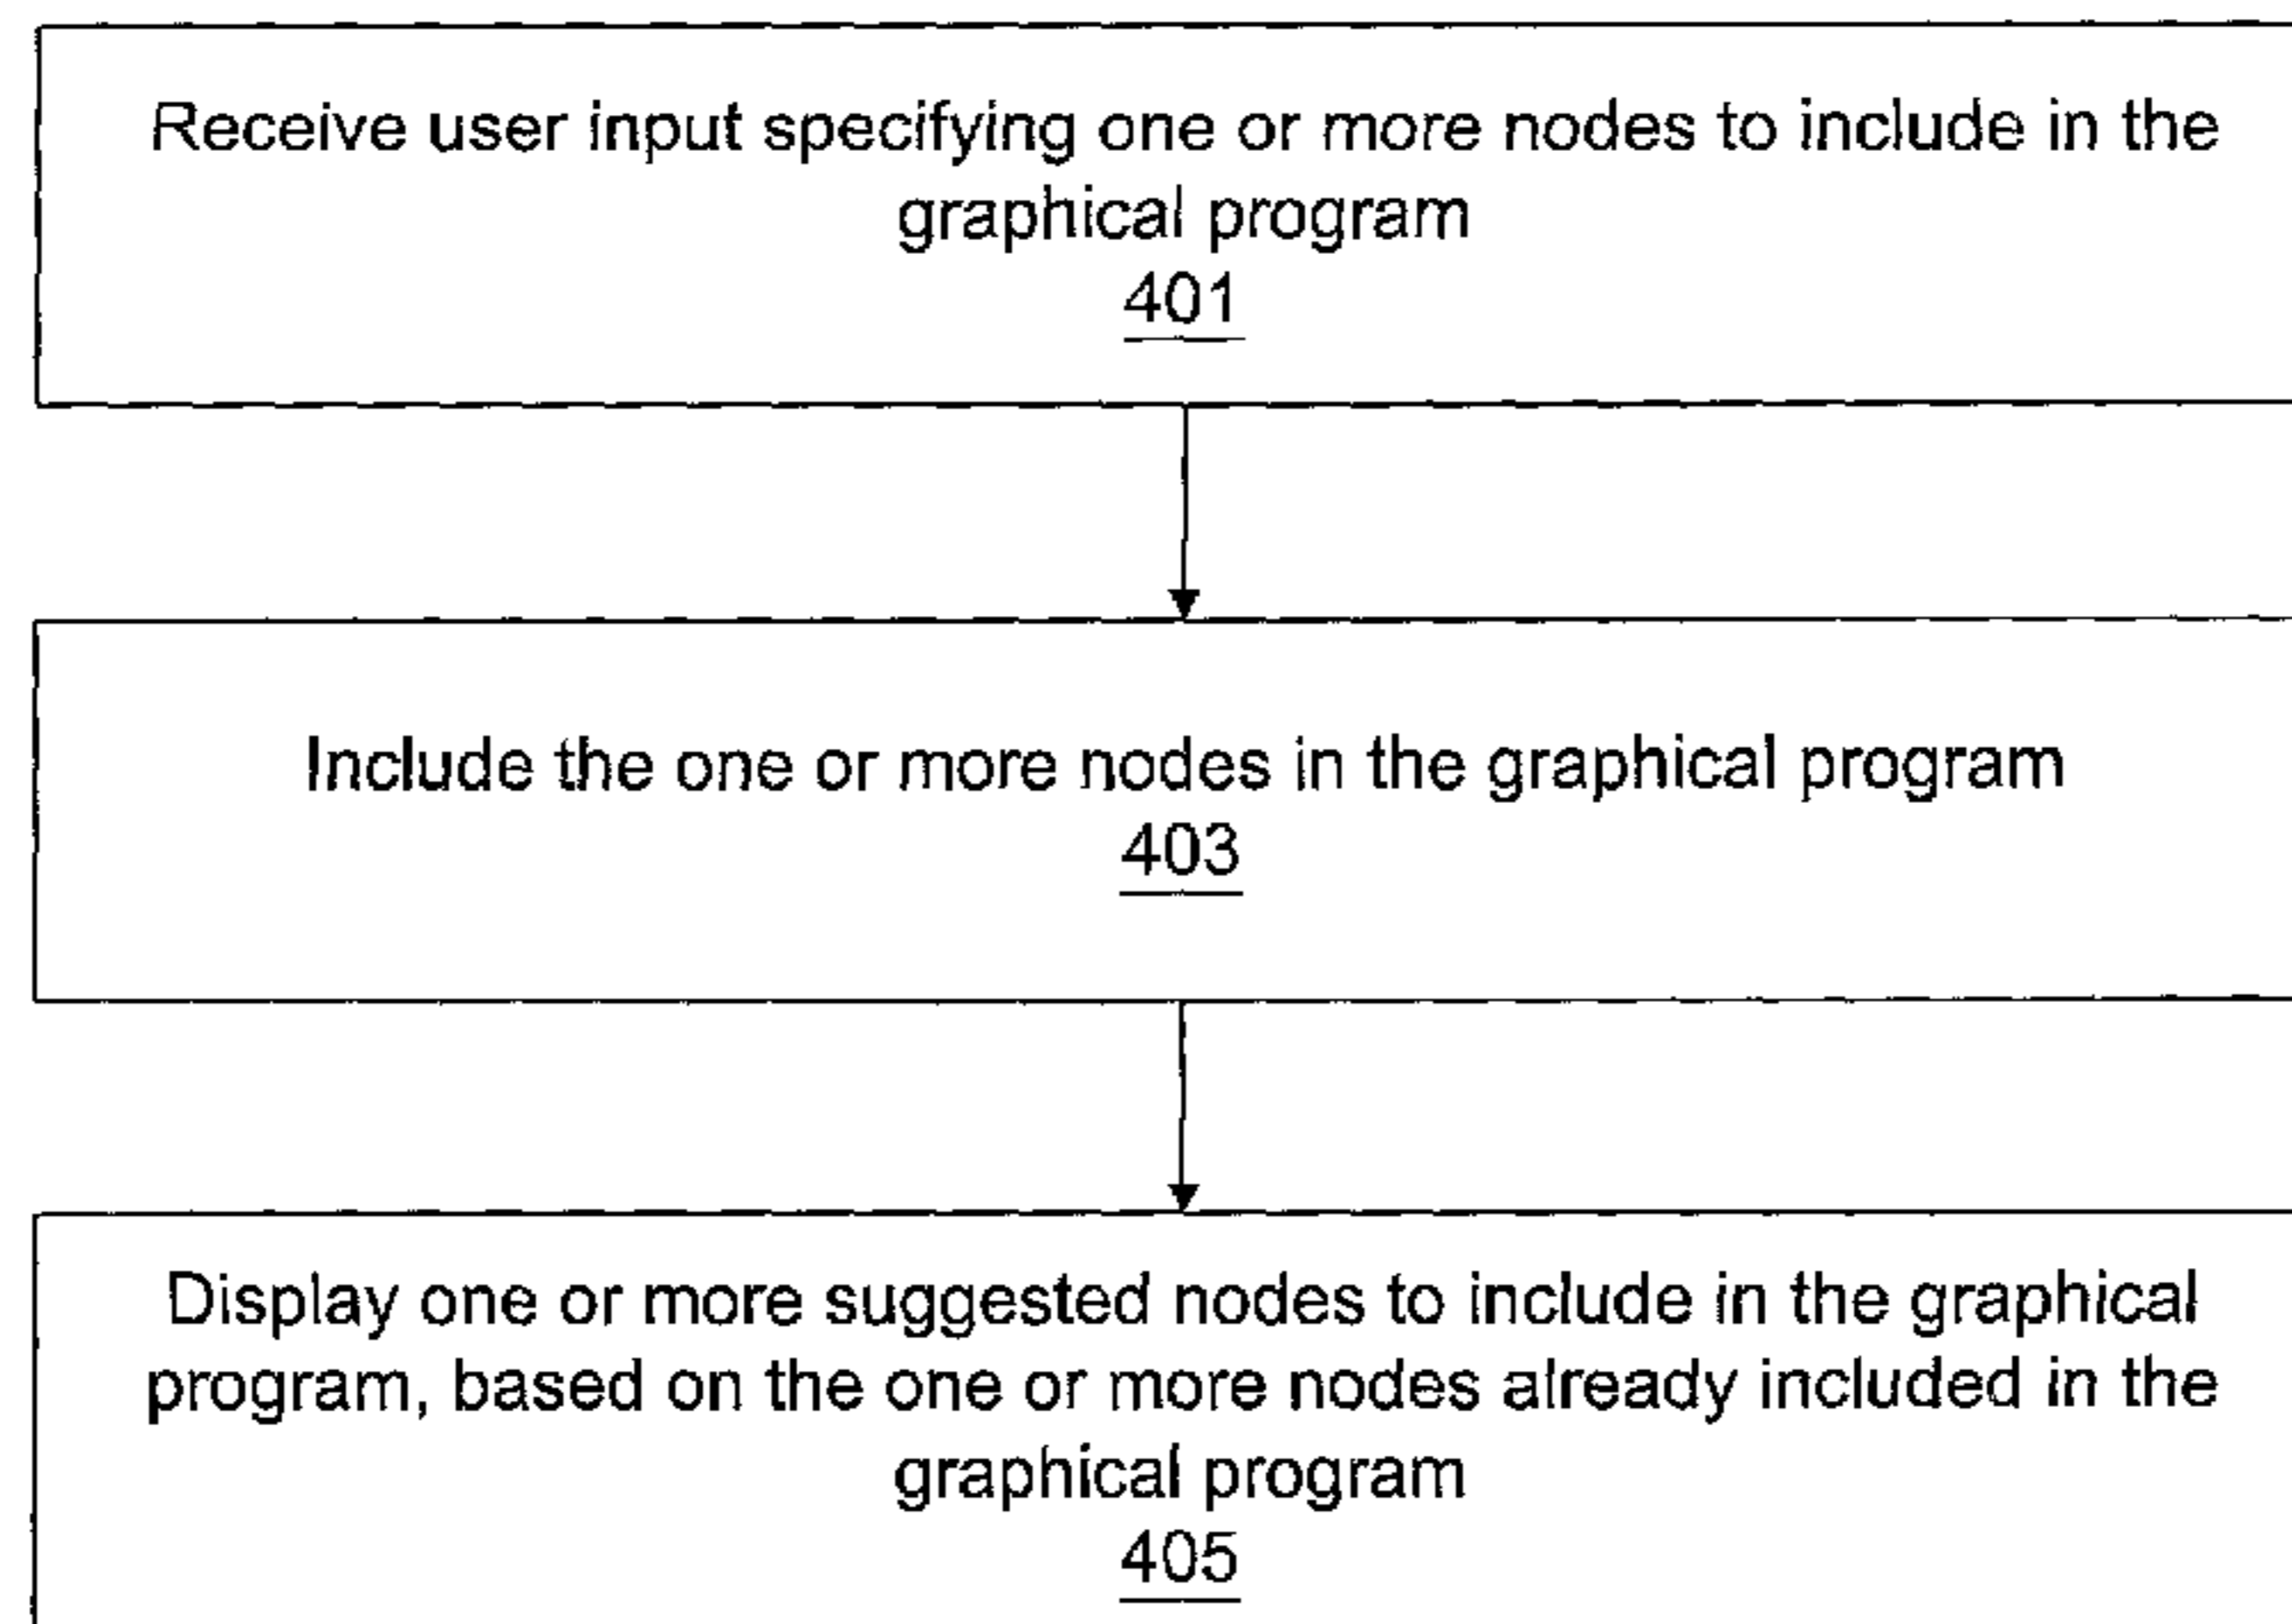 Receive user input specifying one or more nodes to include in the
graphical program
401
Include the one or more nodes in the graphical program
403
Display one or more suggested nodes to include in the graphical
program, based on the one or more nodes already included in the
graphical program
405